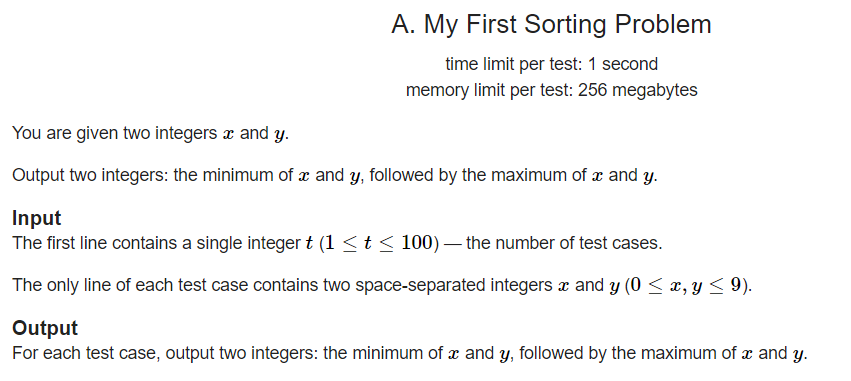 A. My First Sorting Problem
time limit per test: 1 second
memory limit per test: 256 megabytes
You are given two integers x and y.
Output two integers: the minimum of x and y, followed by the maximum of x and y.
Input
The first line contains a single integer t (1 ≤ t ≤ 100) — the number of test cases.
The only line of each test case contains two space-separated integers x and y (0 ≤ x, y ≤ 9).
Output
For each test case, output two integers: the minimum of x and y, followed by the maximum of x and y.